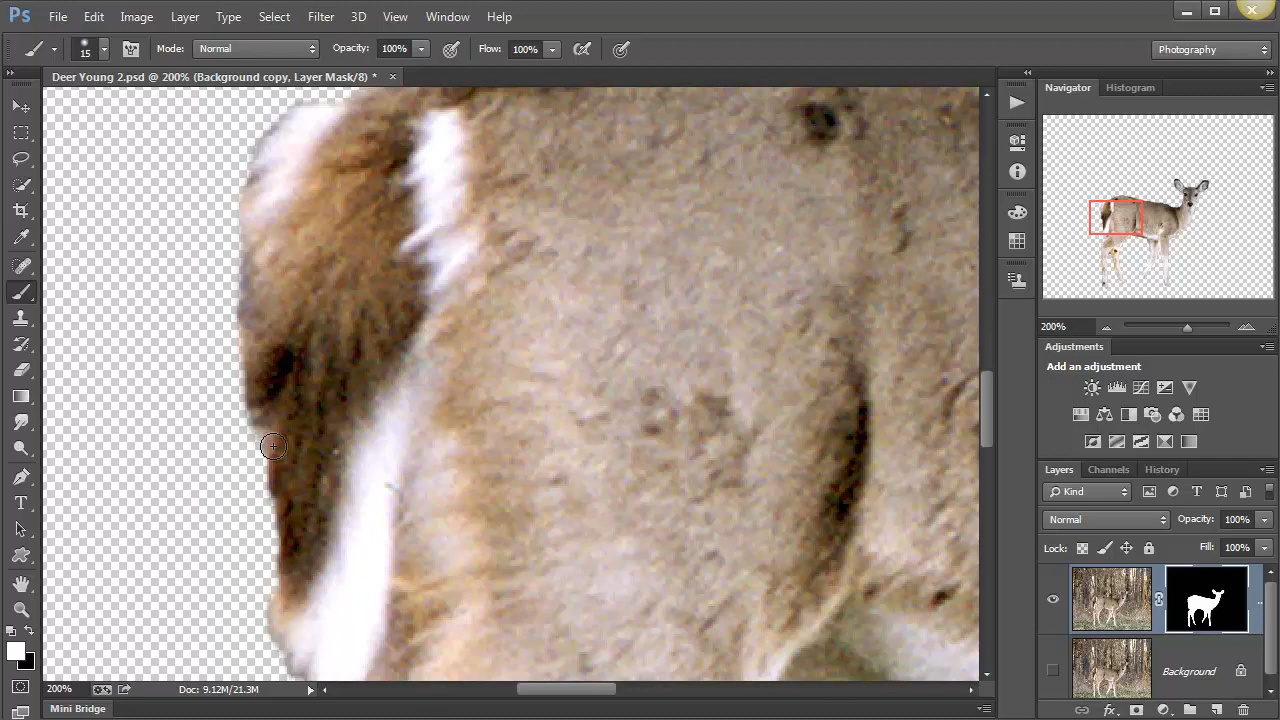 Ps File Edit Image Layer Type Select Filter 3D View Window Help
15 Mode: Normal Opacity: 100% Flow: 100% Photography
Deer Young 2.psd @ 200% (Background copy, Layer Mask/8) * ×
Navigator Histogram
200%
Adjustments
Add an adjustment
Layers Channels History
Kind
Normal Opacity: 100%
Lock: Fill: 100%
Background
200% Doc: 9.12M/21.3M
Mini Bridge